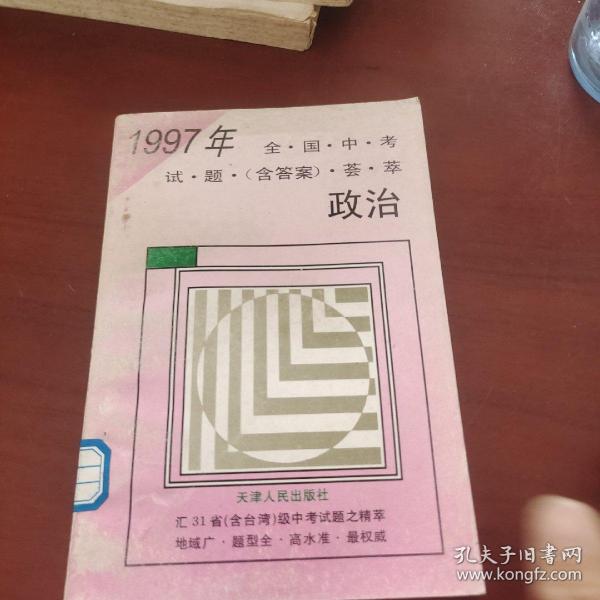 1997年
全·国·中·考
试·题·(含答案)·荟·萃
政治
天津人民出版社
汇31省(含台湾)级中考试题之精萃
地域广·题型全·高水准·最权威
孔夫子旧书网
www.kongfz.com